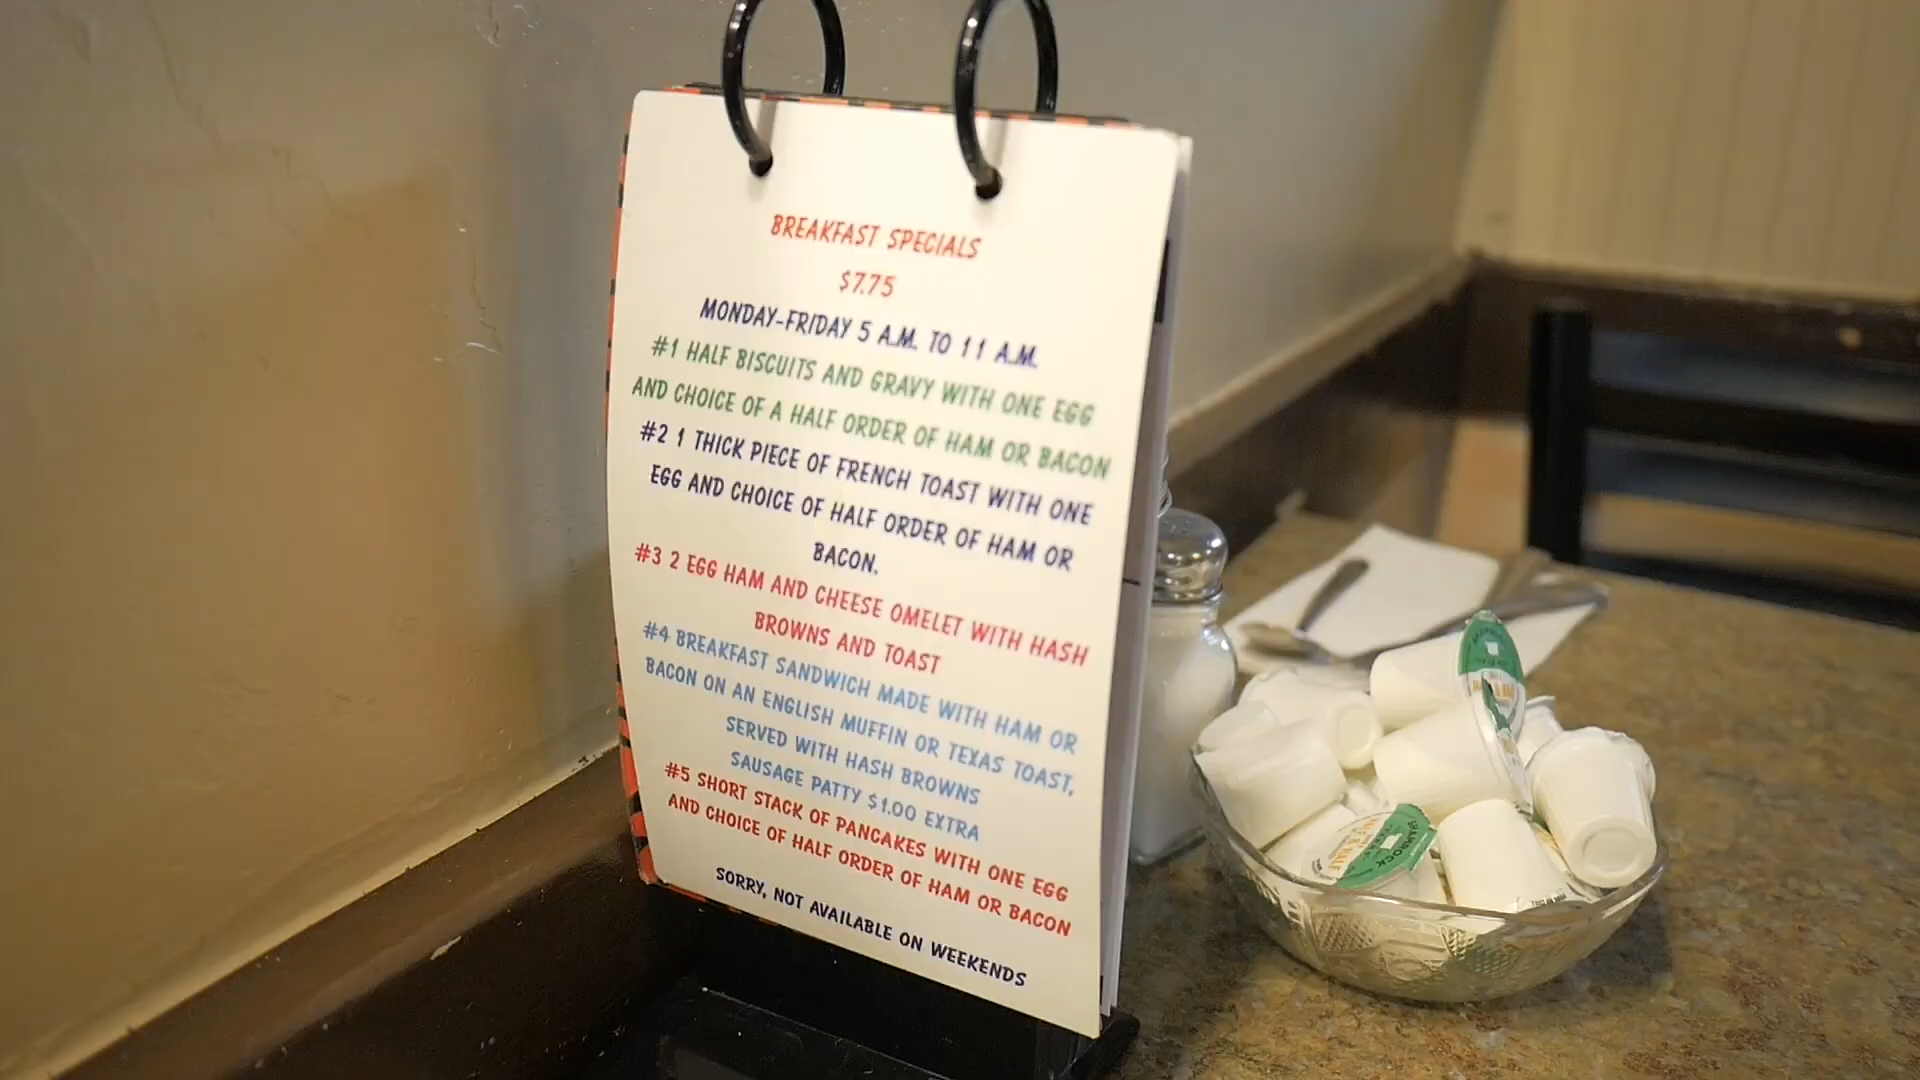 BREAKFAST SPECIALS
$7.75
MONDAY-FRIDAY 5 A.M. TO 11 A.M.
#1 HALF BISCUITS AND GRAVY WITH ONE EGG
AND CHOICE OF A HALF ORDER OF HAM OR BACON
#2 1 THICK PIECE OF FRENCH TOAST WITH ONE
EGG AND CHOICE OF HALF ORDER OF HAM OR
BACON.
#3 2 EGG HAM AND CHEESE OMELET WITH HASH
BROWNS AND TOAST
#4 BREAKFAST SANDWICH MADE WITH HAM OR
BACON ON AN ENGLISH MUFFIN OR TEXAS TOAST,
SERVED WITH HASH BROWNS
SAUSAGE PATTY $1.00 EXTRA
#5 SHORT STACK OF PANCAKES WITH ONE EGG
AND CHOICE OF HALF ORDER OF HAM OR BACON
SORRY, NOT AVAILABLE ON WEEKENDS
SHAMROCK